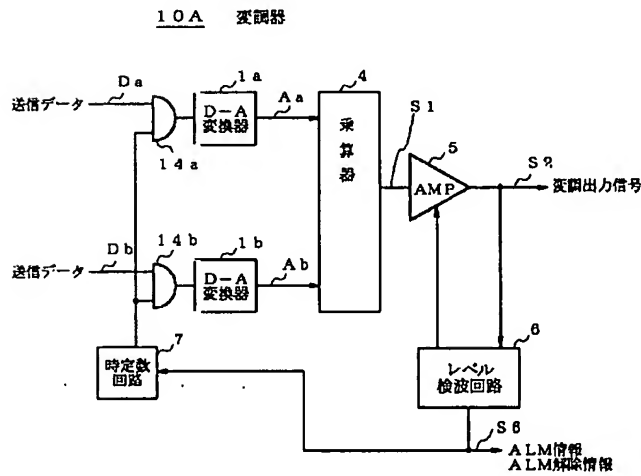 10A 変調器
送信データ
Da
14a
1a
D-A
変換器
Aa
4
乗算器
S1
5
AMP
S2
変調出力信号
送信データ
Db
14b
1b
D-A
変換器
Ab
7
時定数
回路
6
レベル
検波回路
S6
ALM情報
ALM解除情報